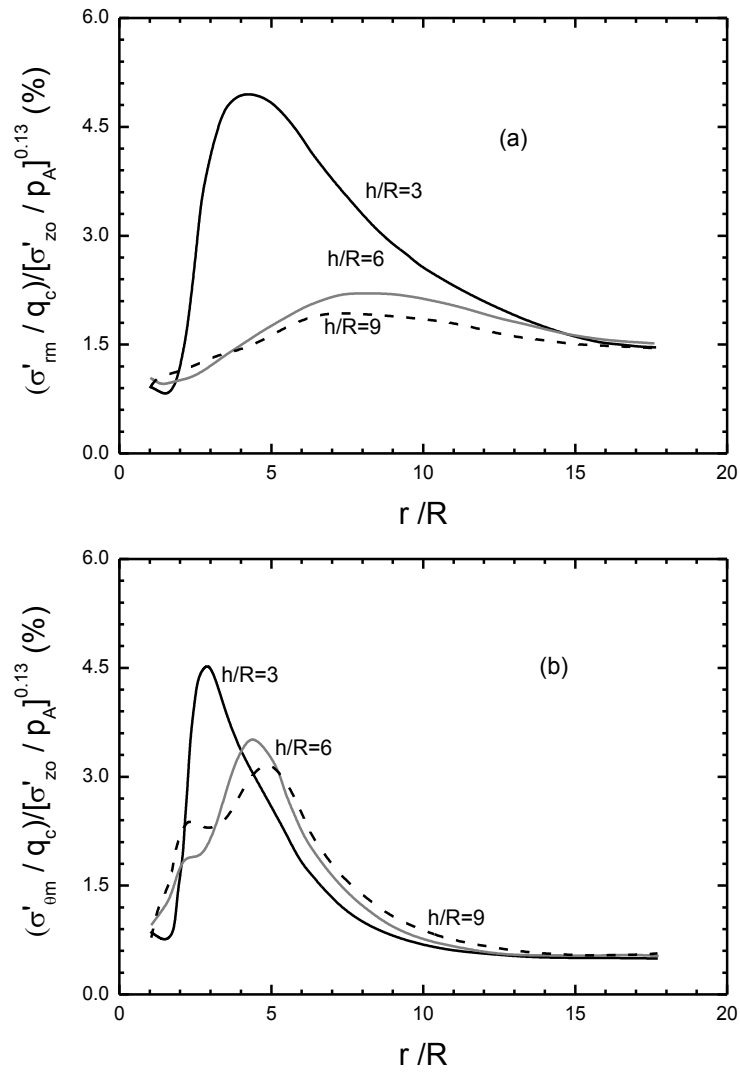 6.0
4.5
3.0
1.5
0.0
(σ'rm / qc)/[σ'zo / pA]^0.13 (%)
(a)
h/R=3
h/R=6
h/R=9
0 5 10 15 20
r /R
6.0
4.5
3.0
1.5
0.0
(σ'θm / qc)/[σ'zo / pA]^0.13 (%)
(b)
h/R=3
h/R=6
h/R=9
0 5 10 15 20
r /R